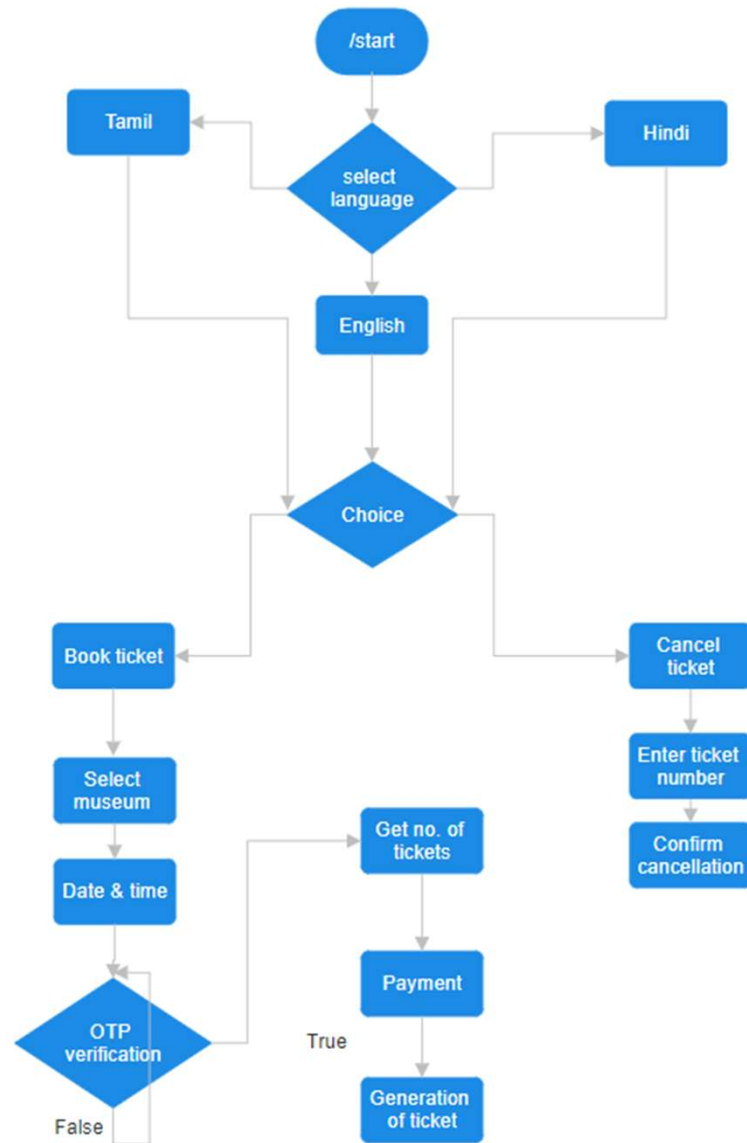 /start
Tamil
Hindi
select
language
English
Choice
Book ticket
Cancel
ticket
Select
museum
Enter ticket
number
Date & time
Get no. of
tickets
Confirm
cancellation
OTP
verification
Payment
True
False
Generation
of ticket